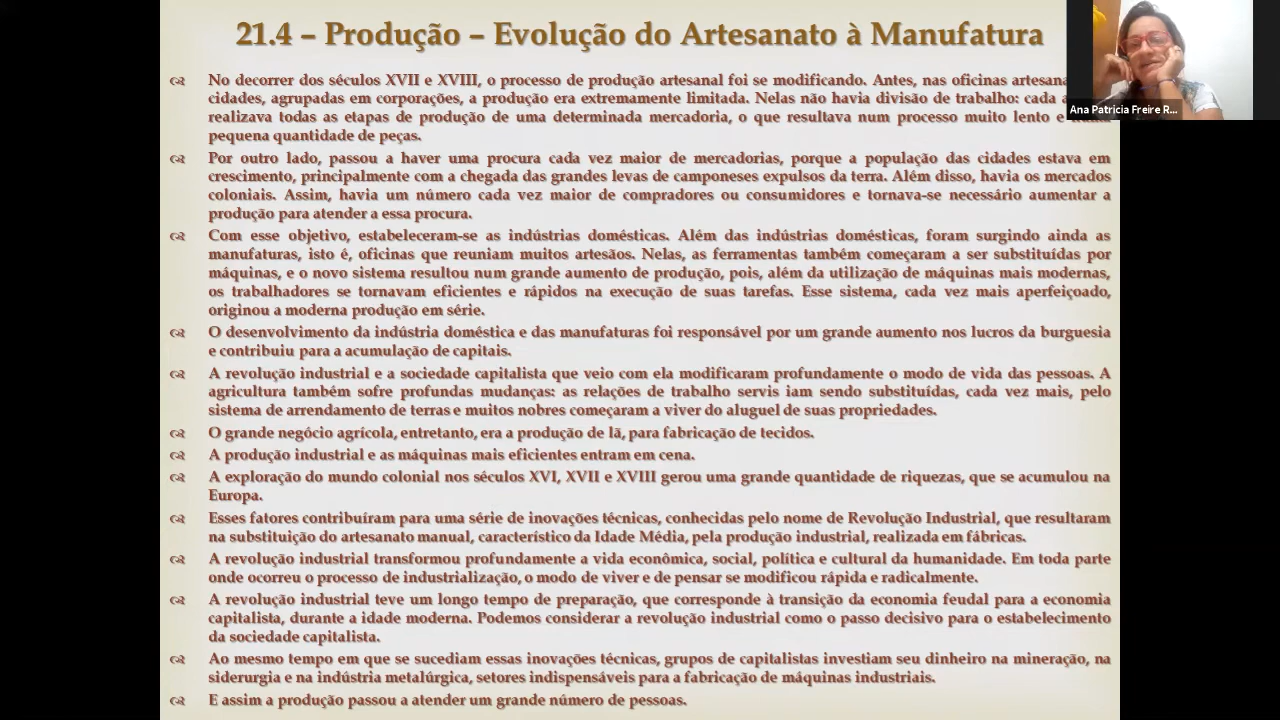 21.4 – Produção – Evolução do Artesanato à Manufatura
No decorrer dos séculos XVII e XVIII, o processo de produção artesanal foi se modificando. Antes, nas oficinas
cidades, agrupadas em corporações, a produção era extremamente limitada. Nelas não havia divisão de trabalho: cada
realizava todas as etapas de produção de uma determinada mercadoria, o que resultava num processo muito lento e
pequena quantidade de peças.
Por outro lado, passou a haver uma procura cada vez maior de mercadorias, porque a população das cidades estava em
crescimento, principalmente com a chegada das grandes levas de camponeses expulsos da terra. Além disso, havia os mercados
coloniais. Assim, havia um número cada vez maior de compradores ou consumidores e tornava-se necessário aumentar a
produção para atender a essa procura.
Com esse objetivo, estabeleceram-se as indústrias domésticas. Além das indústrias domésticas, foram surgindo ainda as
manufaturas, isto é, oficinas que reuniam muitos artesãos. Nelas, as ferramentas também começaram a ser substituídas por
máquinas, e o novo sistema resultou num grande aumento de produção, pois, além da utilização de máquinas mais modernas,
os trabalhadores se tornavam eficientes e rápidos na execução de suas tarefas. Esse sistema, cada vez mais aperfeiçoado,
originou a moderna produção em série.
O desenvolvimento da indústria doméstica e das manufaturas foi responsável por um grande aumento nos lucros da burguesia
e contribuiu para a acumulação de capitais.
A revolução industrial e a sociedade capitalista que veio com ela modificaram profundamente o modo de vida das pessoas. A
agricultura também sofre profundas mudanças: as relações de trabalho servis iam sendo substituídas, cada vez mais, pelo
sistema de arrendamento de terras e muitos nobres começaram a viver do aluguel de suas propriedades.
O grande negócio agrícola, entretanto, era a produção de lã, para fabricação de tecidos.
A produção industrial e as máquinas mais eficientes entram em cena.
A exploração do mundo colonial nos séculos XVI, XVII e XVIII gerou uma grande quantidade de riquezas, que se acumulou na
Europa.
Esses fatores contribuíram para uma série de inovações técnicas, conhecidas pelo nome de Revolução Industrial, que resultaram
na substituição do artesanato manual, característico da Idade Média, pela produção industrial, realizada em fábricas.
A revolução industrial transformou profundamente a vida econômica, social, política e cultural da humanidade. Em toda parte
onde ocorreu o processo de industrialização, o modo de viver e de pensar se modificou rápida e radicalmente.
A revolução industrial teve um longo tempo de preparação, que corresponde à transição da economia feudal para a economia
capitalista, durante a idade moderna. Podemos considerar a revolução industrial como o passo decisivo para o estabelecimento
da sociedade capitalista.
Ao mesmo tempo em que se sucediam essas inovações técnicas, grupos de capitalistas investiam seu dinheiro na mineração, na
siderurgia e na indústria metalúrgica, setores indispensáveis para a fabricação de máquinas industriais.
E assim a produção passou a atender um grande número de pessoas.
Ana Patricia Freire R...